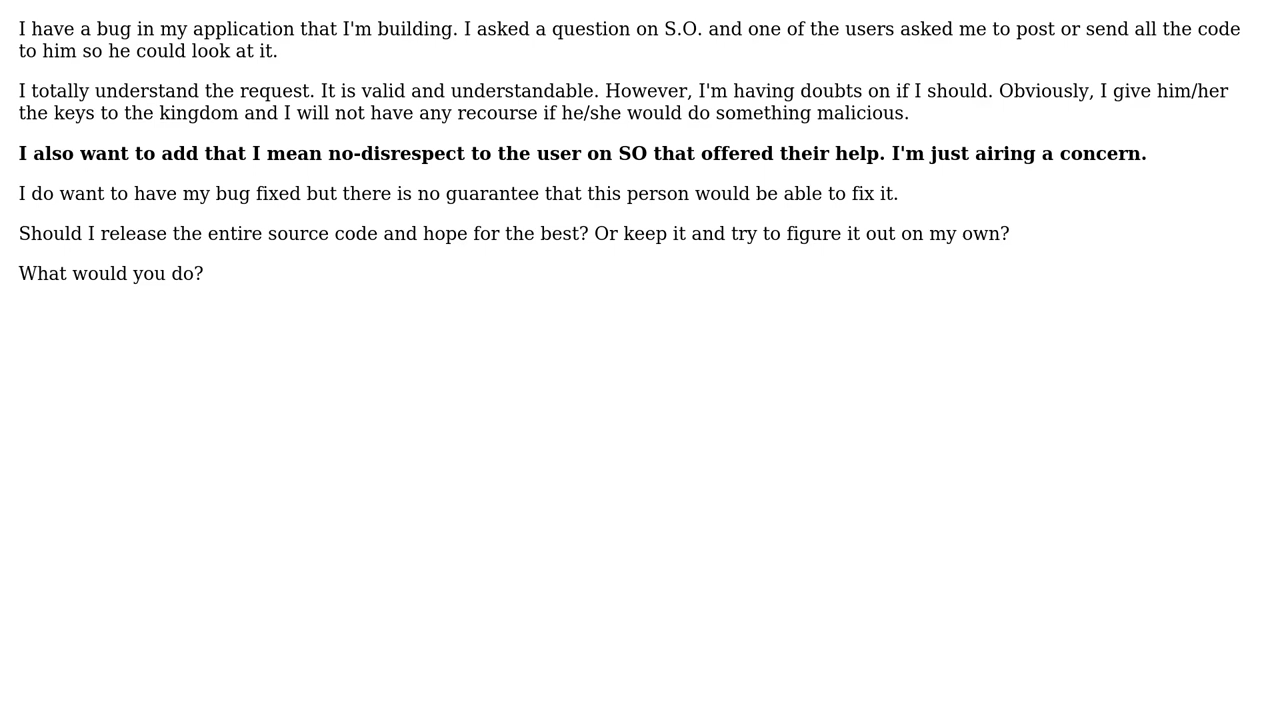 I have a bug in my application that I'm building. I asked a question on S.O. and one of the users asked me to post or send all the code
to him so he could look at it.
I totally understand the request. It is valid and understandable. However, I'm having doubts on if I should. Obviously, I give him/her
the keys to the kingdom and I will not have any recourse if he/she would do something malicious.
I also want to add that I mean no-disrespect to the user on SO that offered their help. I'm just airing a concern.
I do want to have my bug fixed but there is no guarantee that this person would be able to fix it.
Should I release the entire source code and hope for the best? Or keep it and try to figure it out on my own?
What would you do?